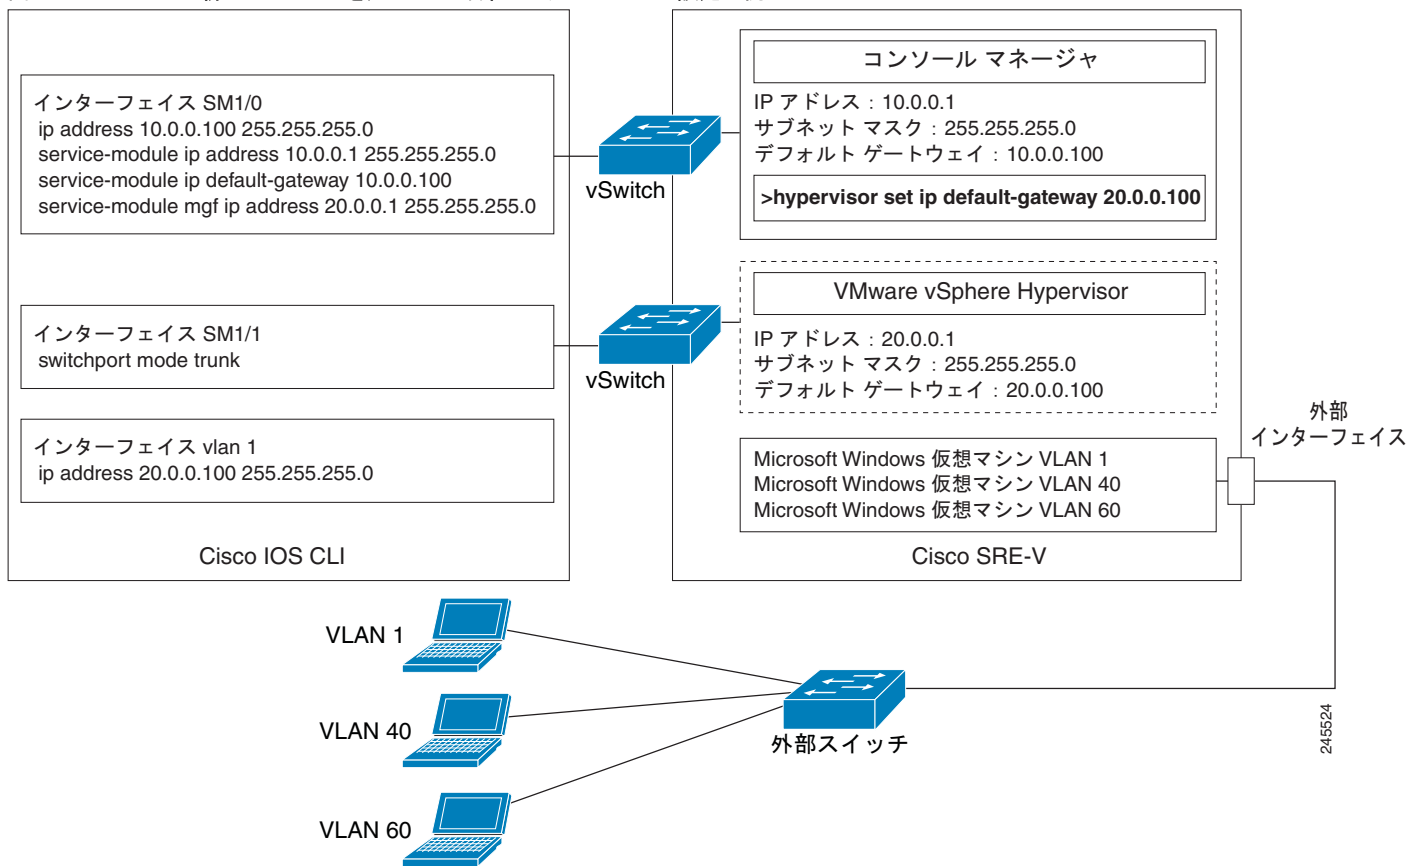 インターフェイス SM1/0
ip address 10.0.0.100 255.255.255.0
service-module ip address 10.0.0.1 255.255.255.0
service-module ip default-gateway 10.0.0.100
service-module mgf ip address 20.0.0.1 255.255.255.0
インターフェイス SM1/1
switchport mode trunk
インターフェイス vlan 1
ip address 20.0.0.100 255.255.255.0
Cisco IOS CLI
vSwitch
vSwitch
コンソール マネージャ
IP アドレス : 10.0.0.1
サブネット マスク : 255.255.255.0
デフォルト ゲートウェイ : 10.0.0.100
>hypervisor set ip default-gateway 20.0.0.100
VMware vSphere Hypervisor
IP アドレス : 20.0.0.1
サブネット マスク : 255.255.255.0
デフォルト ゲートウェイ : 20.0.0.100
Microsoft Windows 仮想マシン VLAN 1
Microsoft Windows 仮想マシン VLAN 40
Microsoft Windows 仮想マシン VLAN 60
Cisco SRE-V
外部
インターフェイス
VLAN 1
VLAN 40
VLAN 60
外部スイッチ
245524